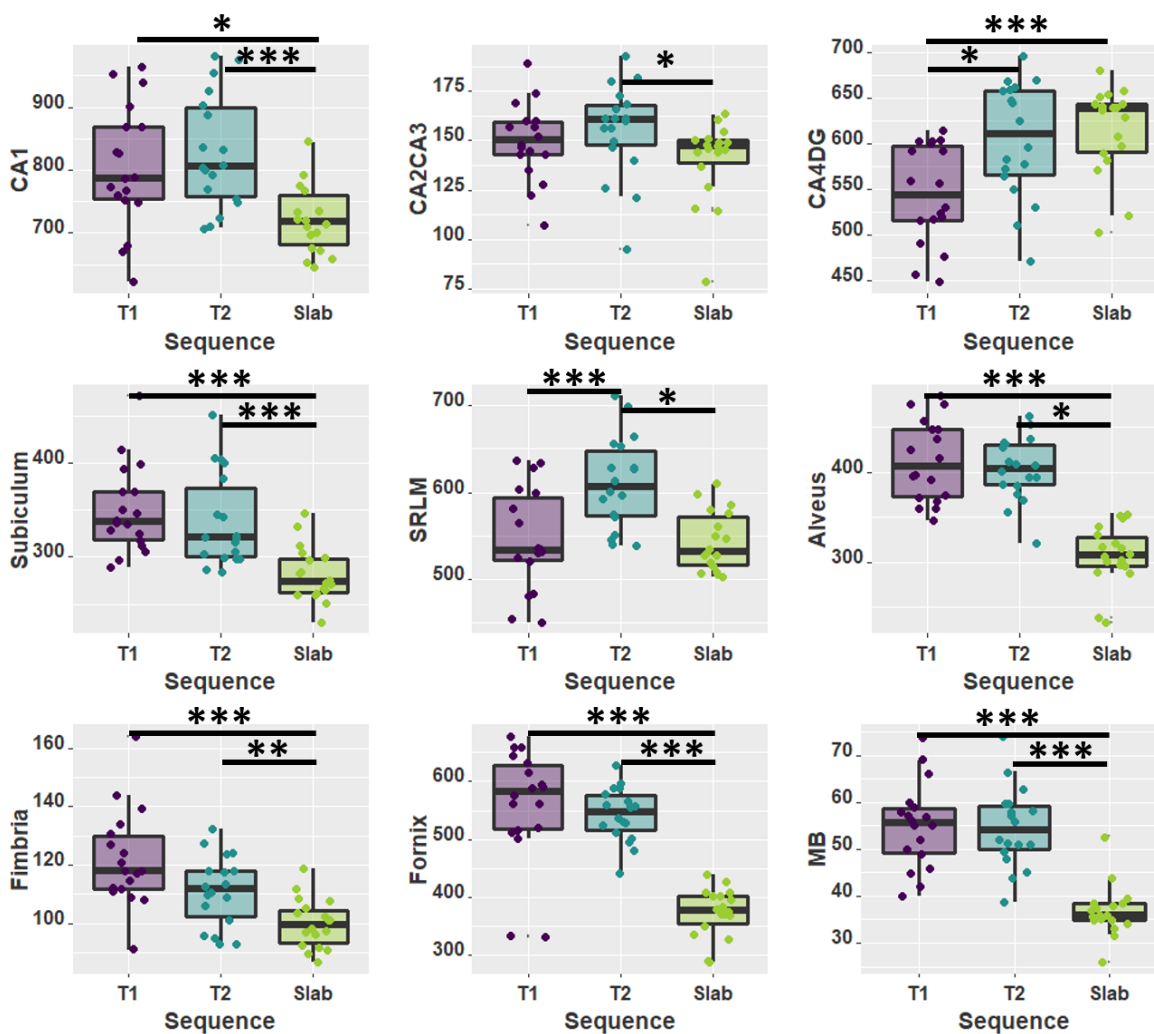 * *** * *** *
CA1 900 800 700 T1 T2 Slab Sequence
CA2CA3 175 150 125 100 75 T1 T2 Slab Sequence
CA4DG 700 650 600 550 500 450 T1 T2 Slab Sequence
*** *** *** * *** *
Subiculum 400 300 T1 T2 Slab Sequence
SRLM 700 600 500 T1 T2 Slab Sequence
Alveus 400 300 T1 T2 Slab Sequence
*** ** *** *** *** ***
Fimbria 160 140 120 100 T1 T2 Slab Sequence
Fornix 600 500 400 300 T1 T2 Slab Sequence
MB 70 60 50 40 30 T1 T2 Slab Sequence